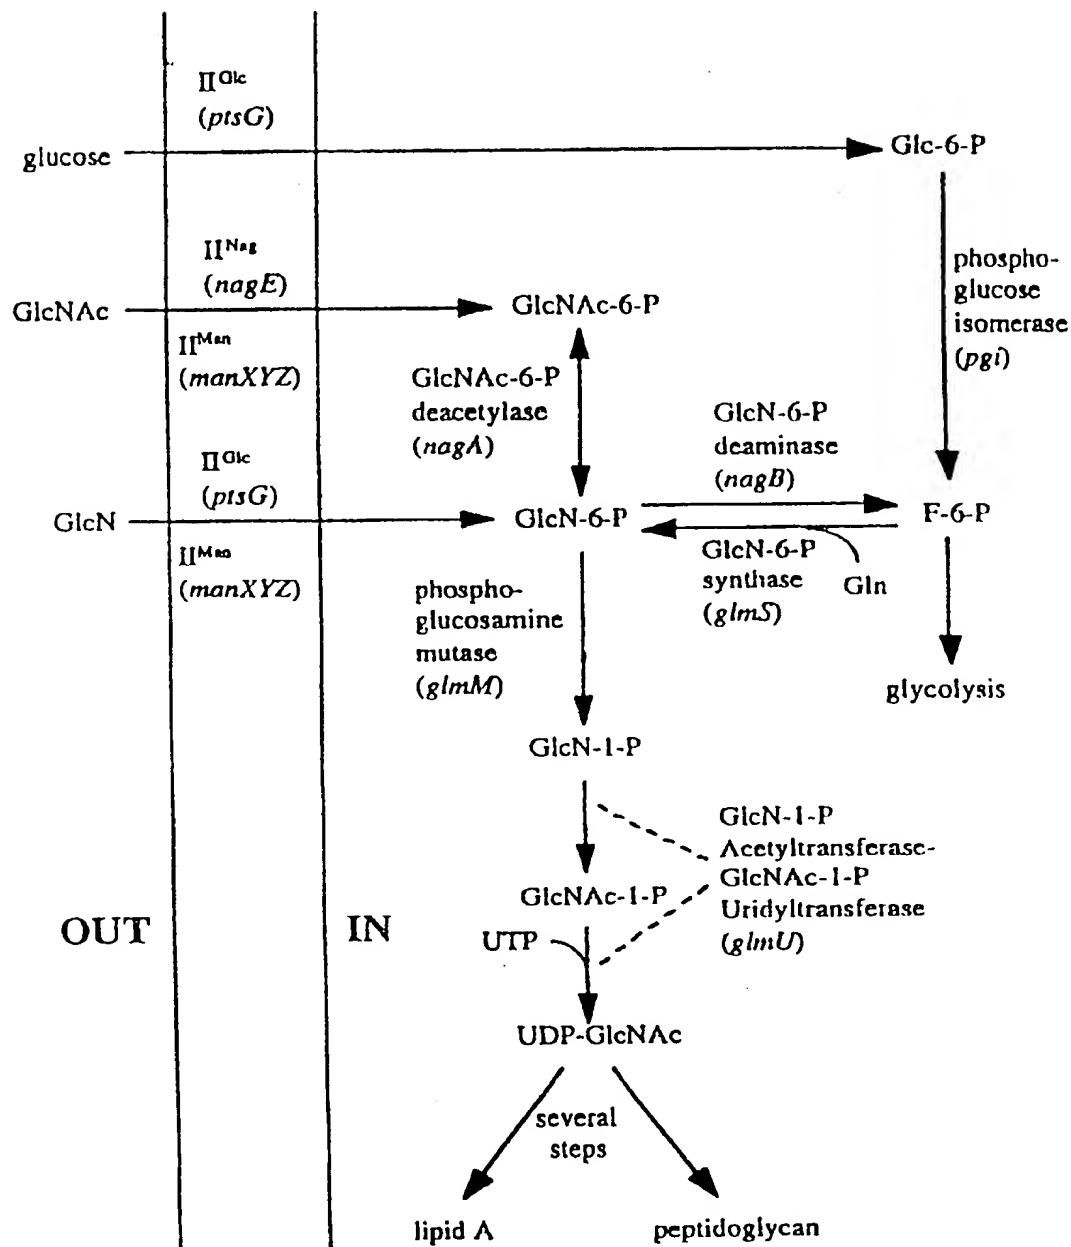 II^Glc
(ptsG)
glucose
Glc-6-P
II^Nag
(nagE)
GlcNAc
GlcNAc-6-P
II^Man
(manXYZ)
phospho-
glucose
isomerase
(pgi)
GlcNAc-6-P
deacetylase
(nagA)
GlcN-6-P
deaminase
(nagB)
II^Glc
(ptsG)
GlcN
GlcN-6-P
F-6-P
II^Man
(manXYZ)
GlcN-6-P
synthase
(glmS)
Gln
phospho-
glucosamine
mutase
(glmM)
glycolysis
GlcN-1-P
GlcN-1-P
Acetyltransferase-
GlcNAc-1-P
Uridyltransferase
(glmU)
GlcNAc-1-P
OUT
IN
UTP
UDP-GlcNAc
several
steps
lipid A
peptidoglycan